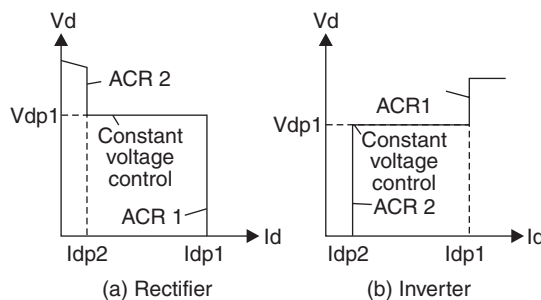 Vd
ACR 2
Vdp1
Constant
voltage
control
ACR 1
Idp2
Idp1
Id
(a) Rectifier
Vd
ACR1
Vdp1
Constant
voltage
control
ACR 2
Idp2
Idp1
Id
(b) Inverter